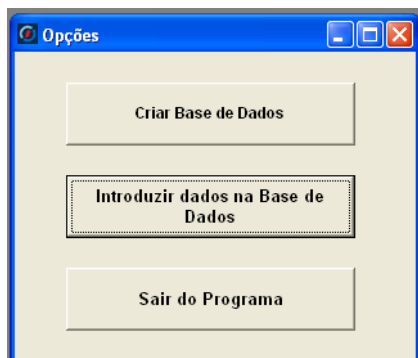 Opções
Criar Base de Dados
Introduzir dados na Base de
Dados
Sair do Programa